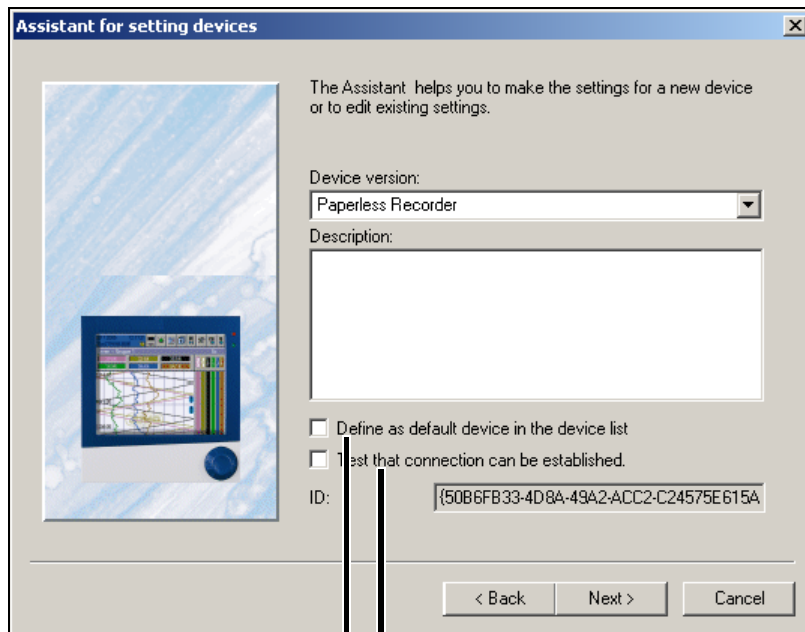 Assistant for setting devices
The Assistant helps you to make the settings for a new device
or to edit existing settings.
Device version:
Paperless Recorder
Description:
Define as default device in the device list
Test that connection can be established.
ID: {50B6FB33-4D8A-49A2-ACC2-C24575E615A
< Back Next > Cancel